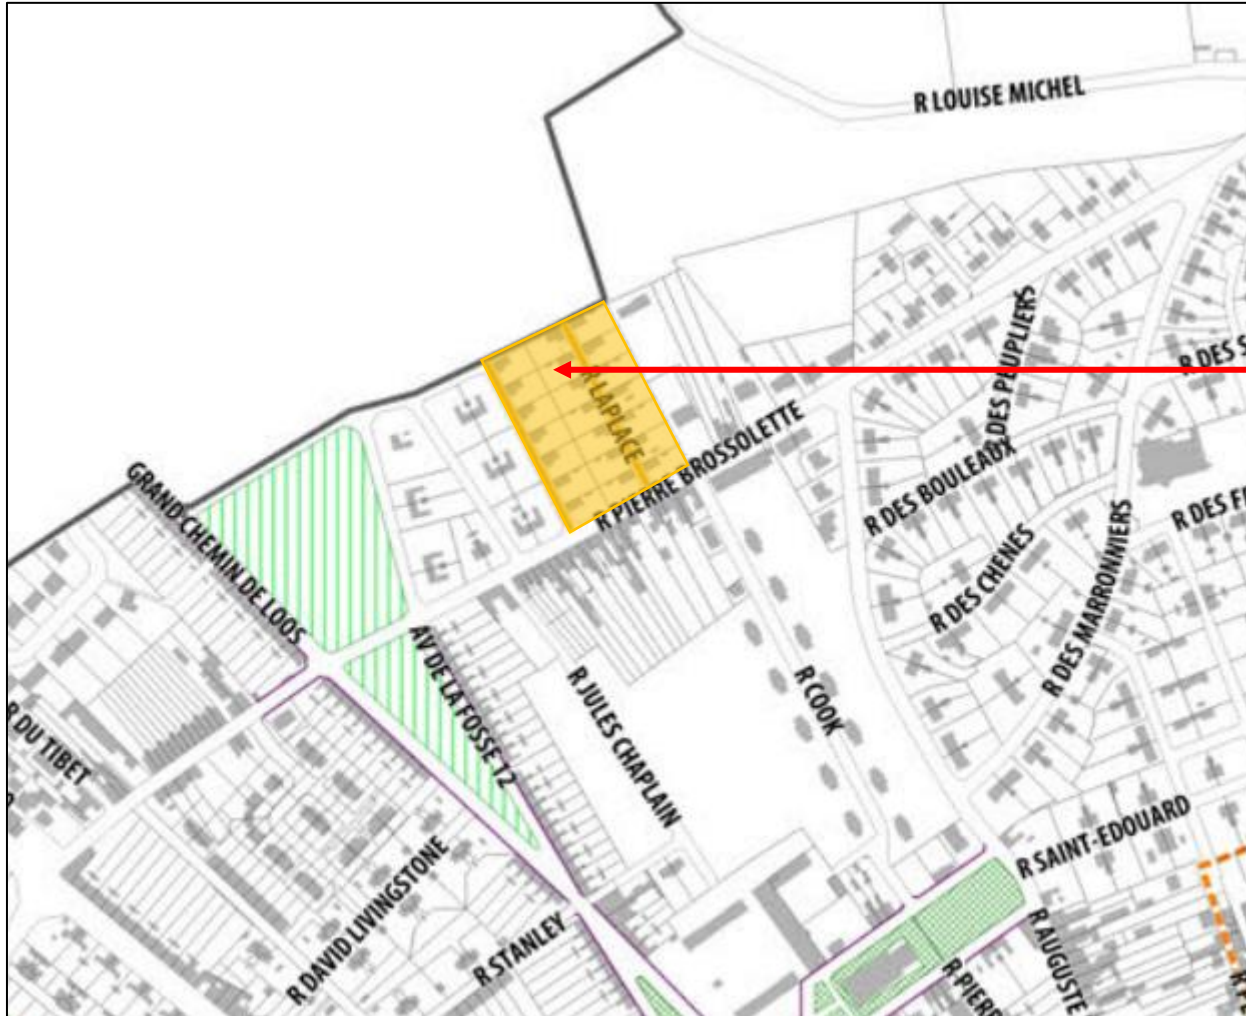 R LOUISE MICHEL
R DES PEUPLIERS
R DES S
R LAPLACE
R PIERRE BROSSOLETTE
R DES BOULEAUX
R DES FE
GRAND CHEMIN DE LOOS
R DES CHENES
R DES MARRONNIERS
AV DE LA FOSSE 12
R JULES CHAPLAIN
R COOK
R DU TIBET
R SAINT-EDOUARD
R DAVID LIVINGSTONE
R STANLEY
R AUGUSTE
R PIERR